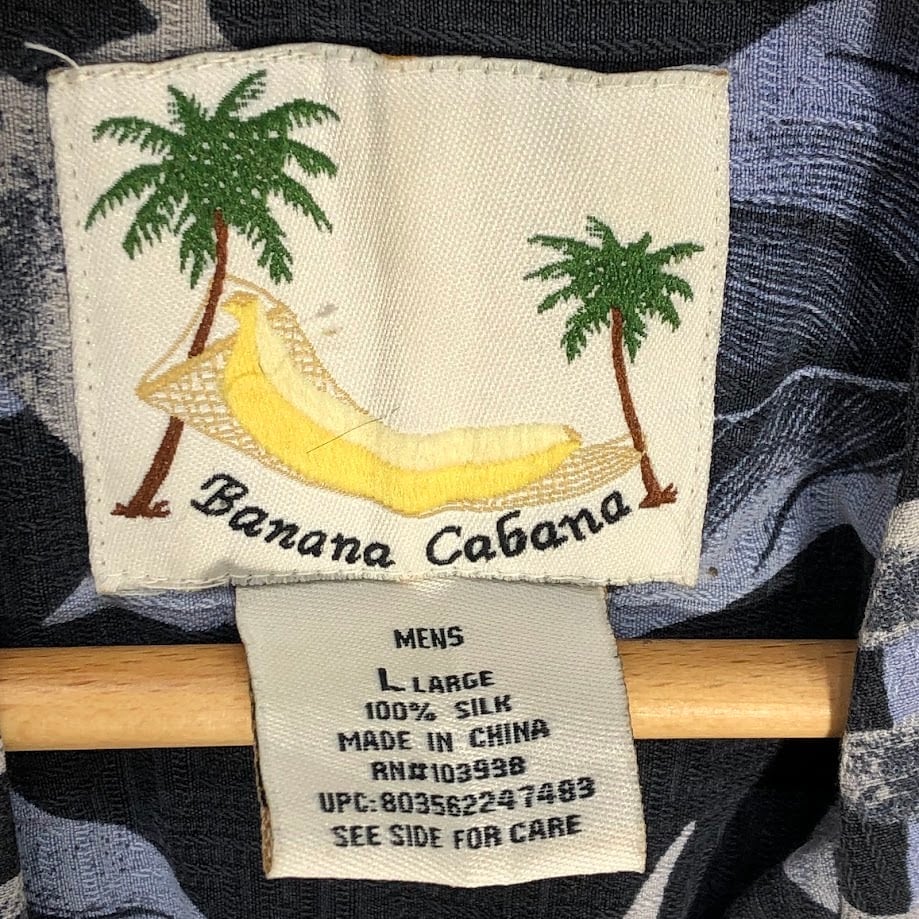 Banana Cabana
MENS
L LARGE
100% SILK
MADE IN CHINA
RN#103938
UPC:803562247483
SEE SIDE FOR CARE